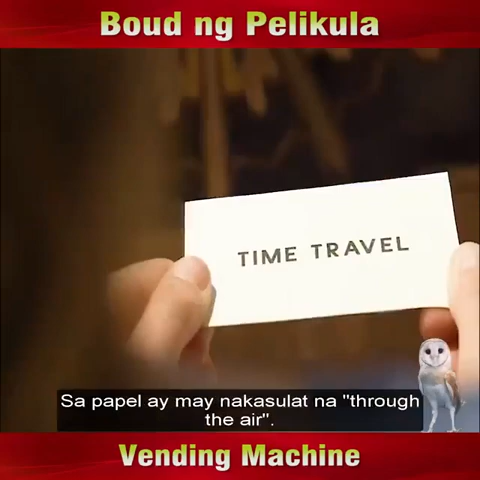 Boud ng Pelikula
TIME TRAVEL
Sa papel ay may nakasulat na "through
the air".
Vending Machine